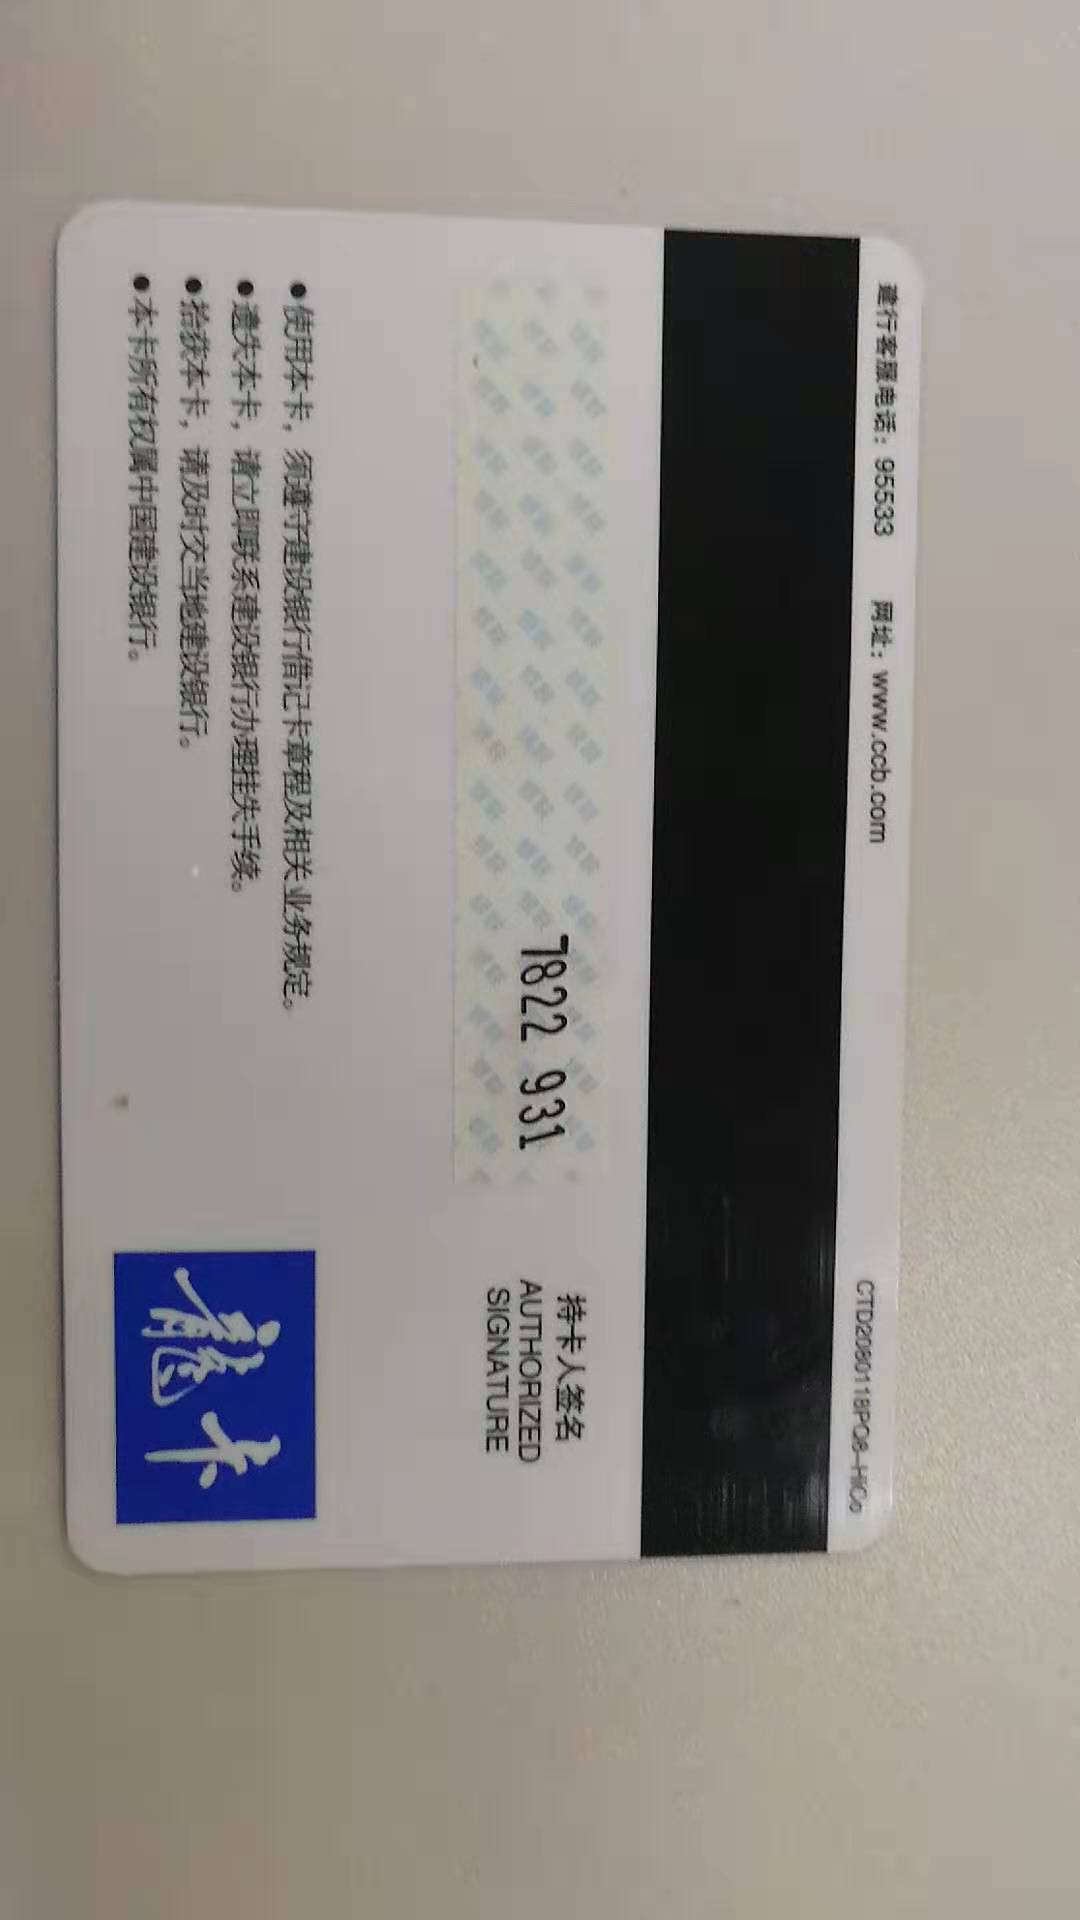 建行客服电话：95533 网址：www.ccb.com CTD2080118PO8-HiCo
7822 931
持卡人签名
AUTHORIZED
SIGNATURE
●使用本卡，须遵守建设银行借记卡章程及相关业务规定。
●遗失本卡，请立即联系建设银行办理挂失手续。
●拾获本卡，请及时交当地建设银行。
●本卡所有权属中国建设银行。
龍卡